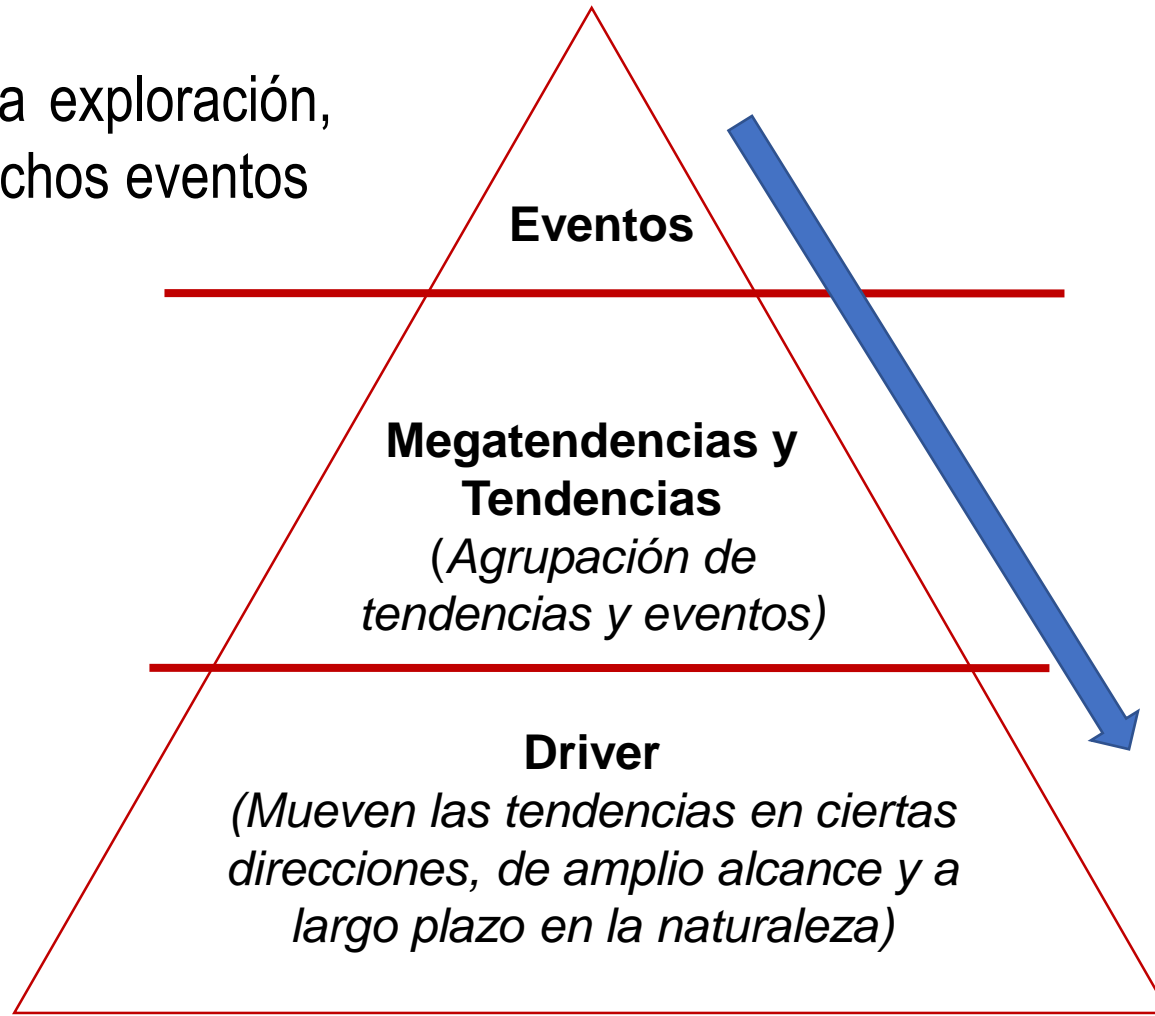 a exploración,
chos eventos
Eventos
Megatendencias y
Tendencias
(Agrupación de
tendencias y eventos)
Driver
(Mueven las tendencias en ciertas
direcciones, de amplio alcance y a
largo plazo en la naturaleza)